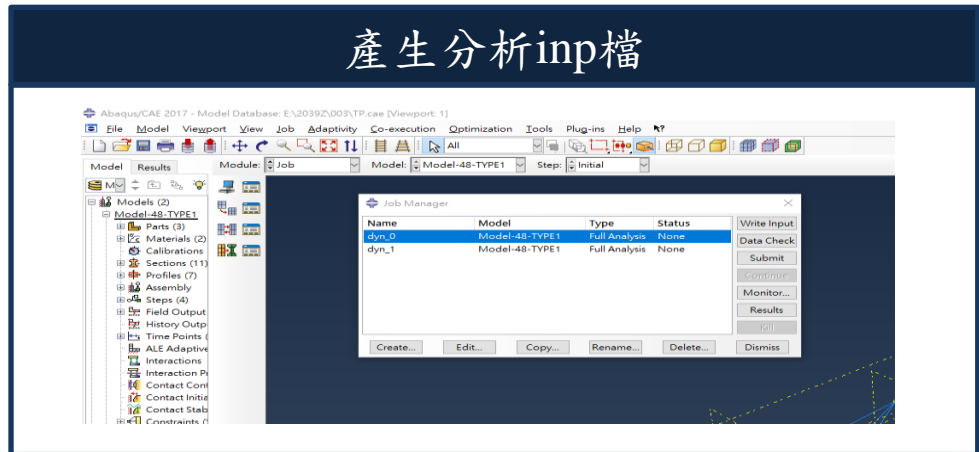 產生分析inp檔
Abaqus/CAE 2017 - Model Database: E:\2039Z\003\TP.cae [Viewport: 1]
File Model Viewport View Job Adaptivity Co-execution Optimization Tools Plug-ins Help
All
Model Results Module: Job Model: Model-48-TYPE1 Step: Initial
Models (2)
Model-48-TYPE1
Parts (3)
Materials (2)
Calibrations
Sections (11)
Profiles (7)
Assembly
Steps (4)
Field Output
History Outp
Time Points (
ALE Adaptive
Interactions
Interaction Pr
Contact Cont
Contact Initia
Contact Stab
Constraints (
Job Manager
Name Model Type Status Write Input
dyn_0 Model-48-TYPE1 Full Analysis None Data Check
dyn_1 Model-48-TYPE1 Full Analysis None
Submit
Continue
Monitor...
Results
Kill
Create... Edit... Copy... Rename... Delete... Dismiss